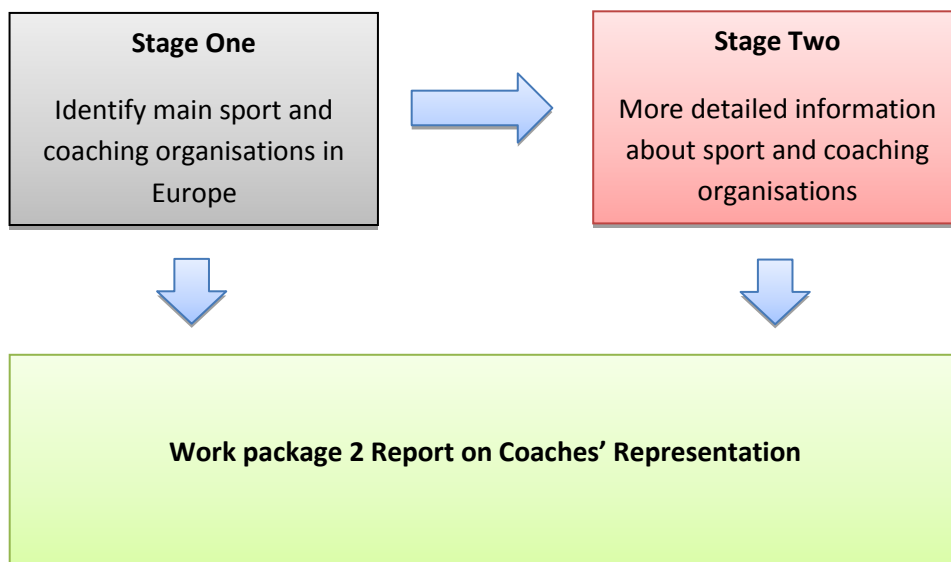 Stage One
Identify main sport and
coaching organisations in
Europe
Stage Two
More detailed information
about sport and coaching
organisations
Work package 2 Report on Coaches’ Representation